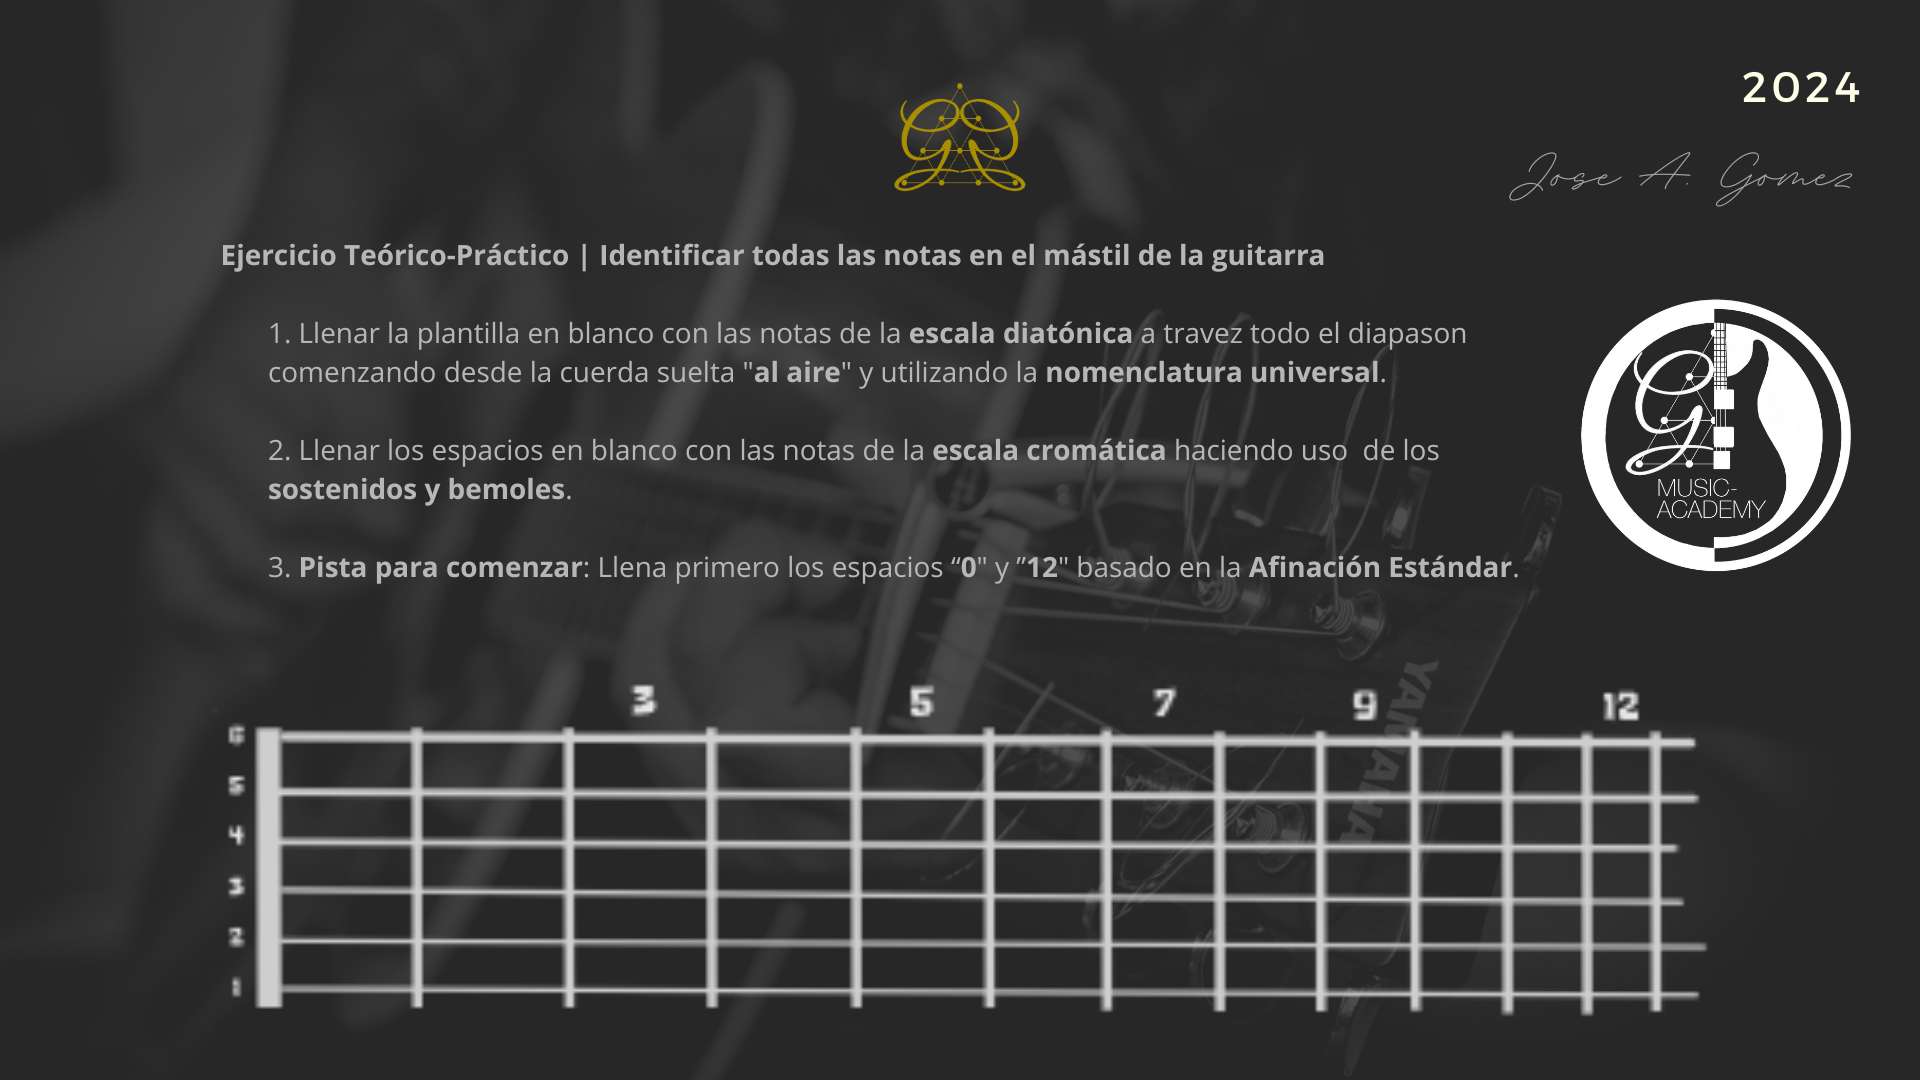 2024
Jose A. Gomez
Ejercicio Teórico-Práctico | Identificar todas las notas en el mástil de la guitarra
1. Llenar la plantilla en blanco con las notas de la escala diatónica a travez todo el diapason
comenzando desde la cuerda suelta "al aire" y utilizando la nomenclatura universal.
2. Llenar los espacios en blanco con las notas de la escala cromática haciendo uso  de los
sostenidos y bemoles.
3. Pista para comenzar: Llena primero los espacios “0" y ”12" basado en la Afinación Estándar.
G
MUSIC-
ACADEMY
YAMAHA
3 5 7 9 12
6
5
4
3
2
1